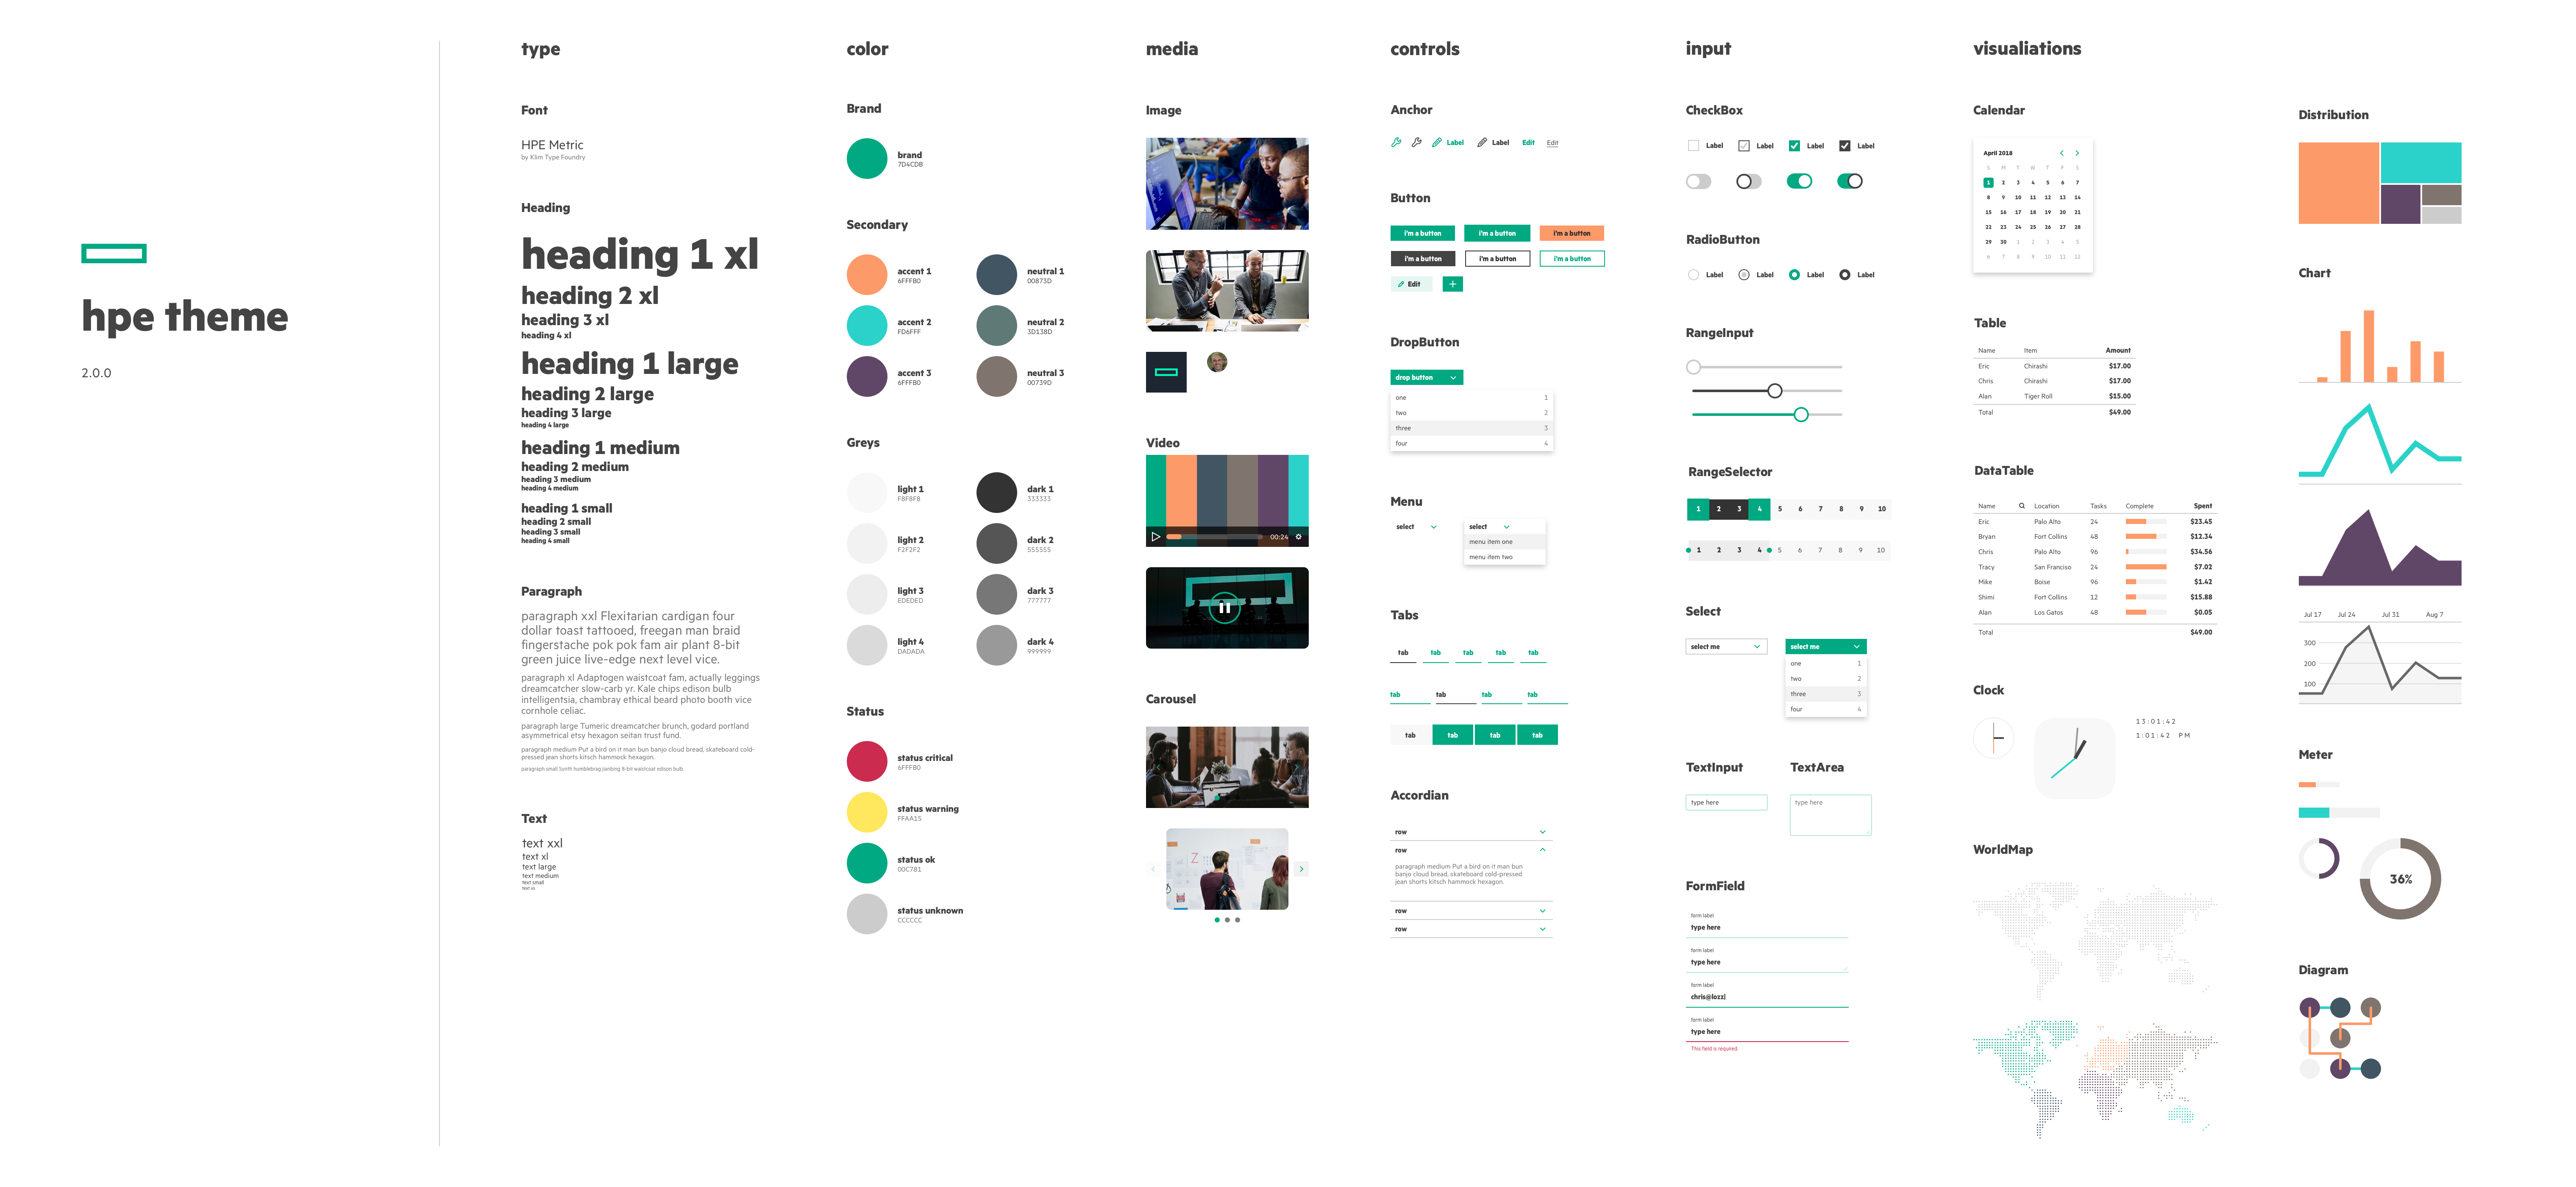 hpe theme
2.0.0
type
Font
HPE Metric
by Klim Type Foundry
Heading
heading 1 xl
heading 2 xl
heading 3 xl
heading 4 xl
heading 1 large
heading 2 large
heading 3 large
heading 4 large
heading 1 medium
heading 2 medium
heading 3 medium
heading 4 medium
heading 1 small
heading 2 small
heading 3 small
heading 4 small
Paragraph
paragraph xxl Flexitarian cardigan four
dollar toast tattooed, freegan man braid
fingerstache pok pok fam air plant 8-bit
green juice live-edge next level vice.
paragraph xl Adaptogen waistcoat fam, actually leggings
dreamcatcher slow-carb yr. Kale chips edison bulb
intelligentsia, chambray ethical beard photo booth vice
cornhole celiac.
paragraph large Tumeric dreamcatcher brunch, godard portland
asymmetrical etsy hexagon seitan trust fund.
paragraph medium Put a bird on it man bun banjo cloud bread, skateboard cold-
pressed jean shorts kitsch hammock hexagon.
paragraph small Synth humblebrag jianbing 8-bit waistcoat edison bulb.
Text
text xxl
text xl
text large
text medium
text small
text xs
color
Brand
brand
7D4CDB
Secondary
accent 1
6FFFB0
neutral 1
00873D
accent 2
FD6FFF
neutral 2
3D138D
accent 3
6FFFB0
neutral 3
00739D
Greys
light 1
F8F8F8
dark 1
333333
light 2
F2F2F2
dark 2
555555
light 3
EDEDED
dark 3
777777
light 4
DADADA
dark 4
999999
Status
status critical
6FFFB0
status warning
FFAA15
status ok
00C781
status unknown
CCCCCC
media
Image
Video
00:24
Carousel
controls
Anchor
Label Label Edit Edit
Button
i'm a button i'm a button i'm a button
i'm a button i'm a button i'm a button
Edit
DropButton
drop button
one 1
two 2
three 3
four 4
Menu
select select
menu item one
menu item two
Tabs
tab tab tab tab tab
tab tab tab tab
tab tab tab tab
Accordian
row
row
paragraph medium Put a bird on it man bun
banjo cloud bread, skateboard cold-pressed
jean shorts kitsch hammock hexagon.
row
row
input
CheckBox
Label Label Label Label
RadioButton
Label Label Label Label
RangeInput
RangeSelector
1 2 3 4 5 6 7 8 9 10
1 2 3 4 5 6 7 8 9 10
Select
select me select me
one 1
two 2
three 3
four 4
TextInput TextArea
type here type here
FormField
form label
type here
form label
type here
form label
chris@lozz|
form label
type here
This field is required.
visualiations
Calendar
April 2018
S M T W T F S
1 2 3 4 5 6 7
8 9 10 11 12 13 14
15 16 17 18 19 20 21
22 23 24 25 26 27 28
29 30 1 2 3 4 5
6 7 8 9 10 11 12
Table
Name Item Amount
Eric Chirashi $17.00
Chris Chirashi $17.00
Alan Tiger Roll $15.00
Total $49.00
DataTable
Name Location Tasks Complete Spent
Eric Palo Alto 24 $23.45
Bryan Fort Collins 48 $12.34
Chris Palo Alto 96 $34.56
Tracy San Franciso 24 $7.02
Mike Boise 96 $1.42
Shimi Fort Collins 12 $15.88
Alan Los Gatos 48 $0.05
Total $49.00
Clock
13:01:42
1:01:42 PM
WorldMap
Distribution
Chart
Jul 17 Jul 24 Jul 31 Aug 7
300
200
100
Meter
36%
Diagram